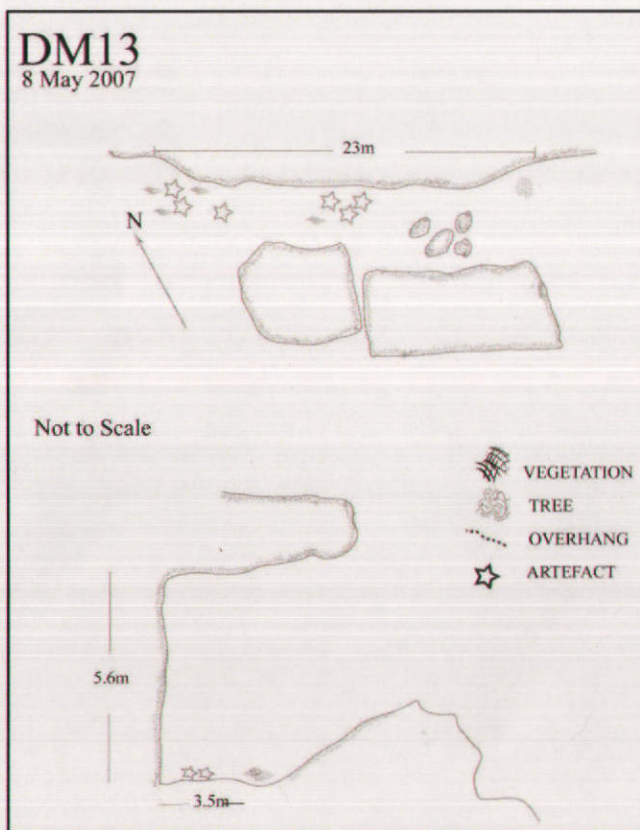 DM13
8 May 2007
23m
N
Not to Scale
VEGETATION
TREE
OVERHANG
ARTEFACT
5.6m
3.5m